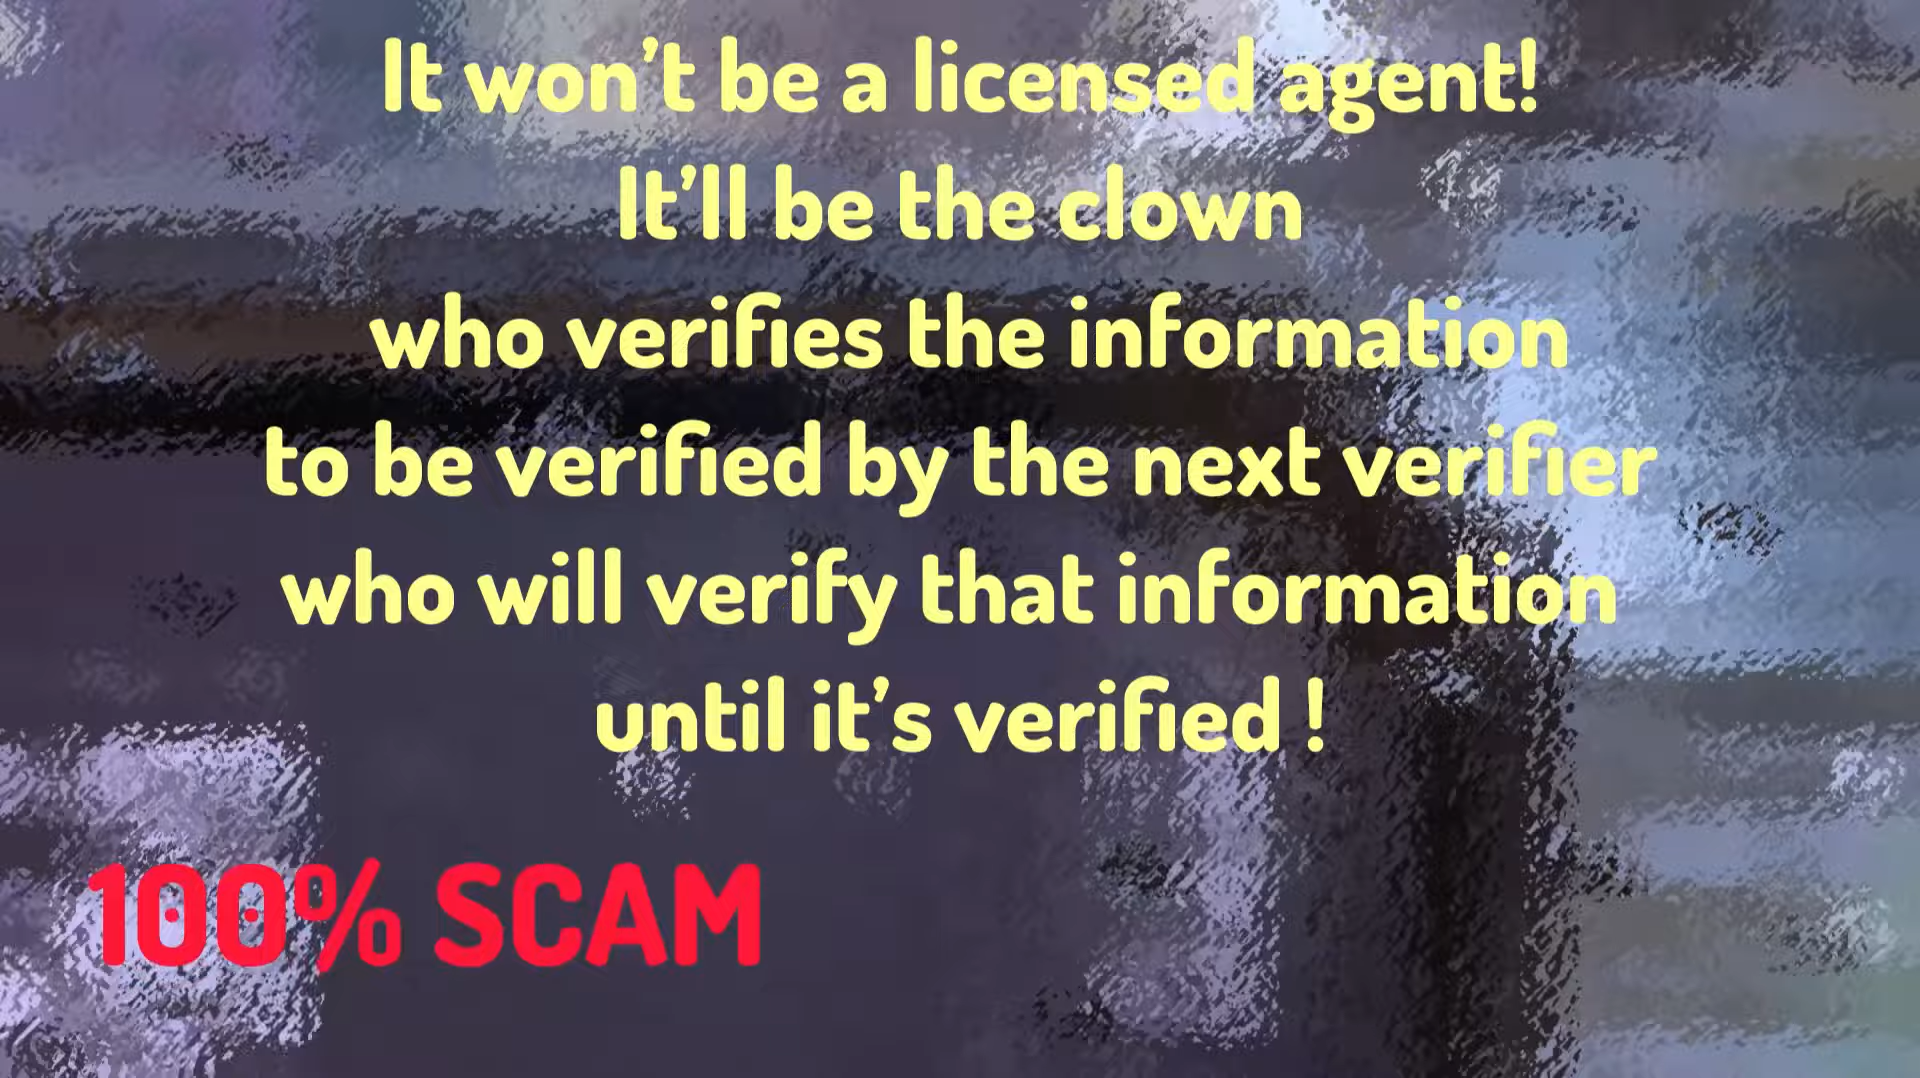 It won't be a licensed agent!
It'll be the clown
who verifies the information
to be verified by the next verifier
who will verify that information
until it's verified !
100% SCAM